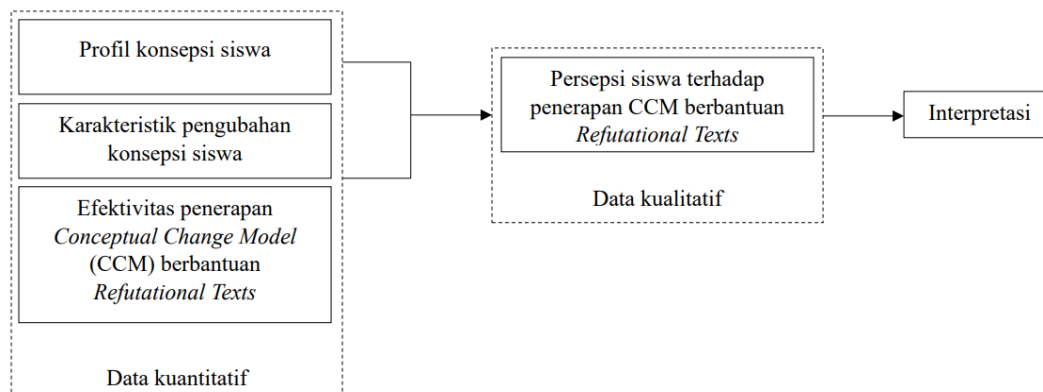 Profil konsepsi siswa
Karakteristik pengubahan
konsepsi siswa
Efektivitas penerapan
Conceptual Change Model
(CCM) berbantuan
Refutational Texts
Data kuantitatif
Persepsi siswa terhadap
penerapan CCM berbantuan
Refutational Texts
Data kualitatif
Interpretasi